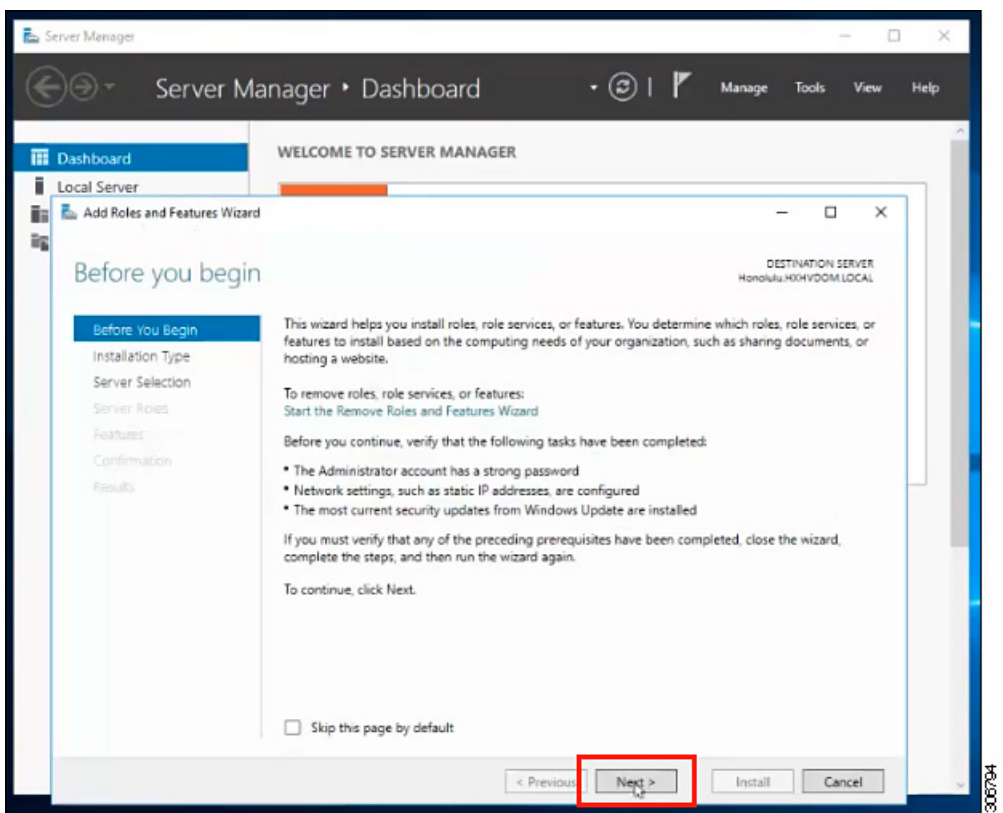 Server Manager
Server Manager • Dashboard
Manage Tools View Help
Dashboard
WELCOME TO SERVER MANAGER
Local Server
Add Roles and Features Wizard
Before you begin
DESTINATION SERVER
Honolulu.HXHVDOM.LOCAL
Before You Begin
Installation Type
Server Selection
Server Roles
Features
Confirmation
Results
This wizard helps you install roles, role services, or features. You determine which roles, role services, or
features to install based on the computing needs of your organization, such as sharing documents, or
hosting a website.
To remove roles, role services, or features:
Start the Remove Roles and Features Wizard
Before you continue, verify that the following tasks have been completed:
• The Administrator account has a strong password
• Network settings, such as static IP addresses, are configured
• The most current security updates from Windows Update are installed
If you must verify that any of the preceding prerequisites have been completed, close the wizard,
complete the steps, and then run the wizard again.
To continue, click Next.
Skip this page by default
< Previous
Next >
Install
Cancel
306794